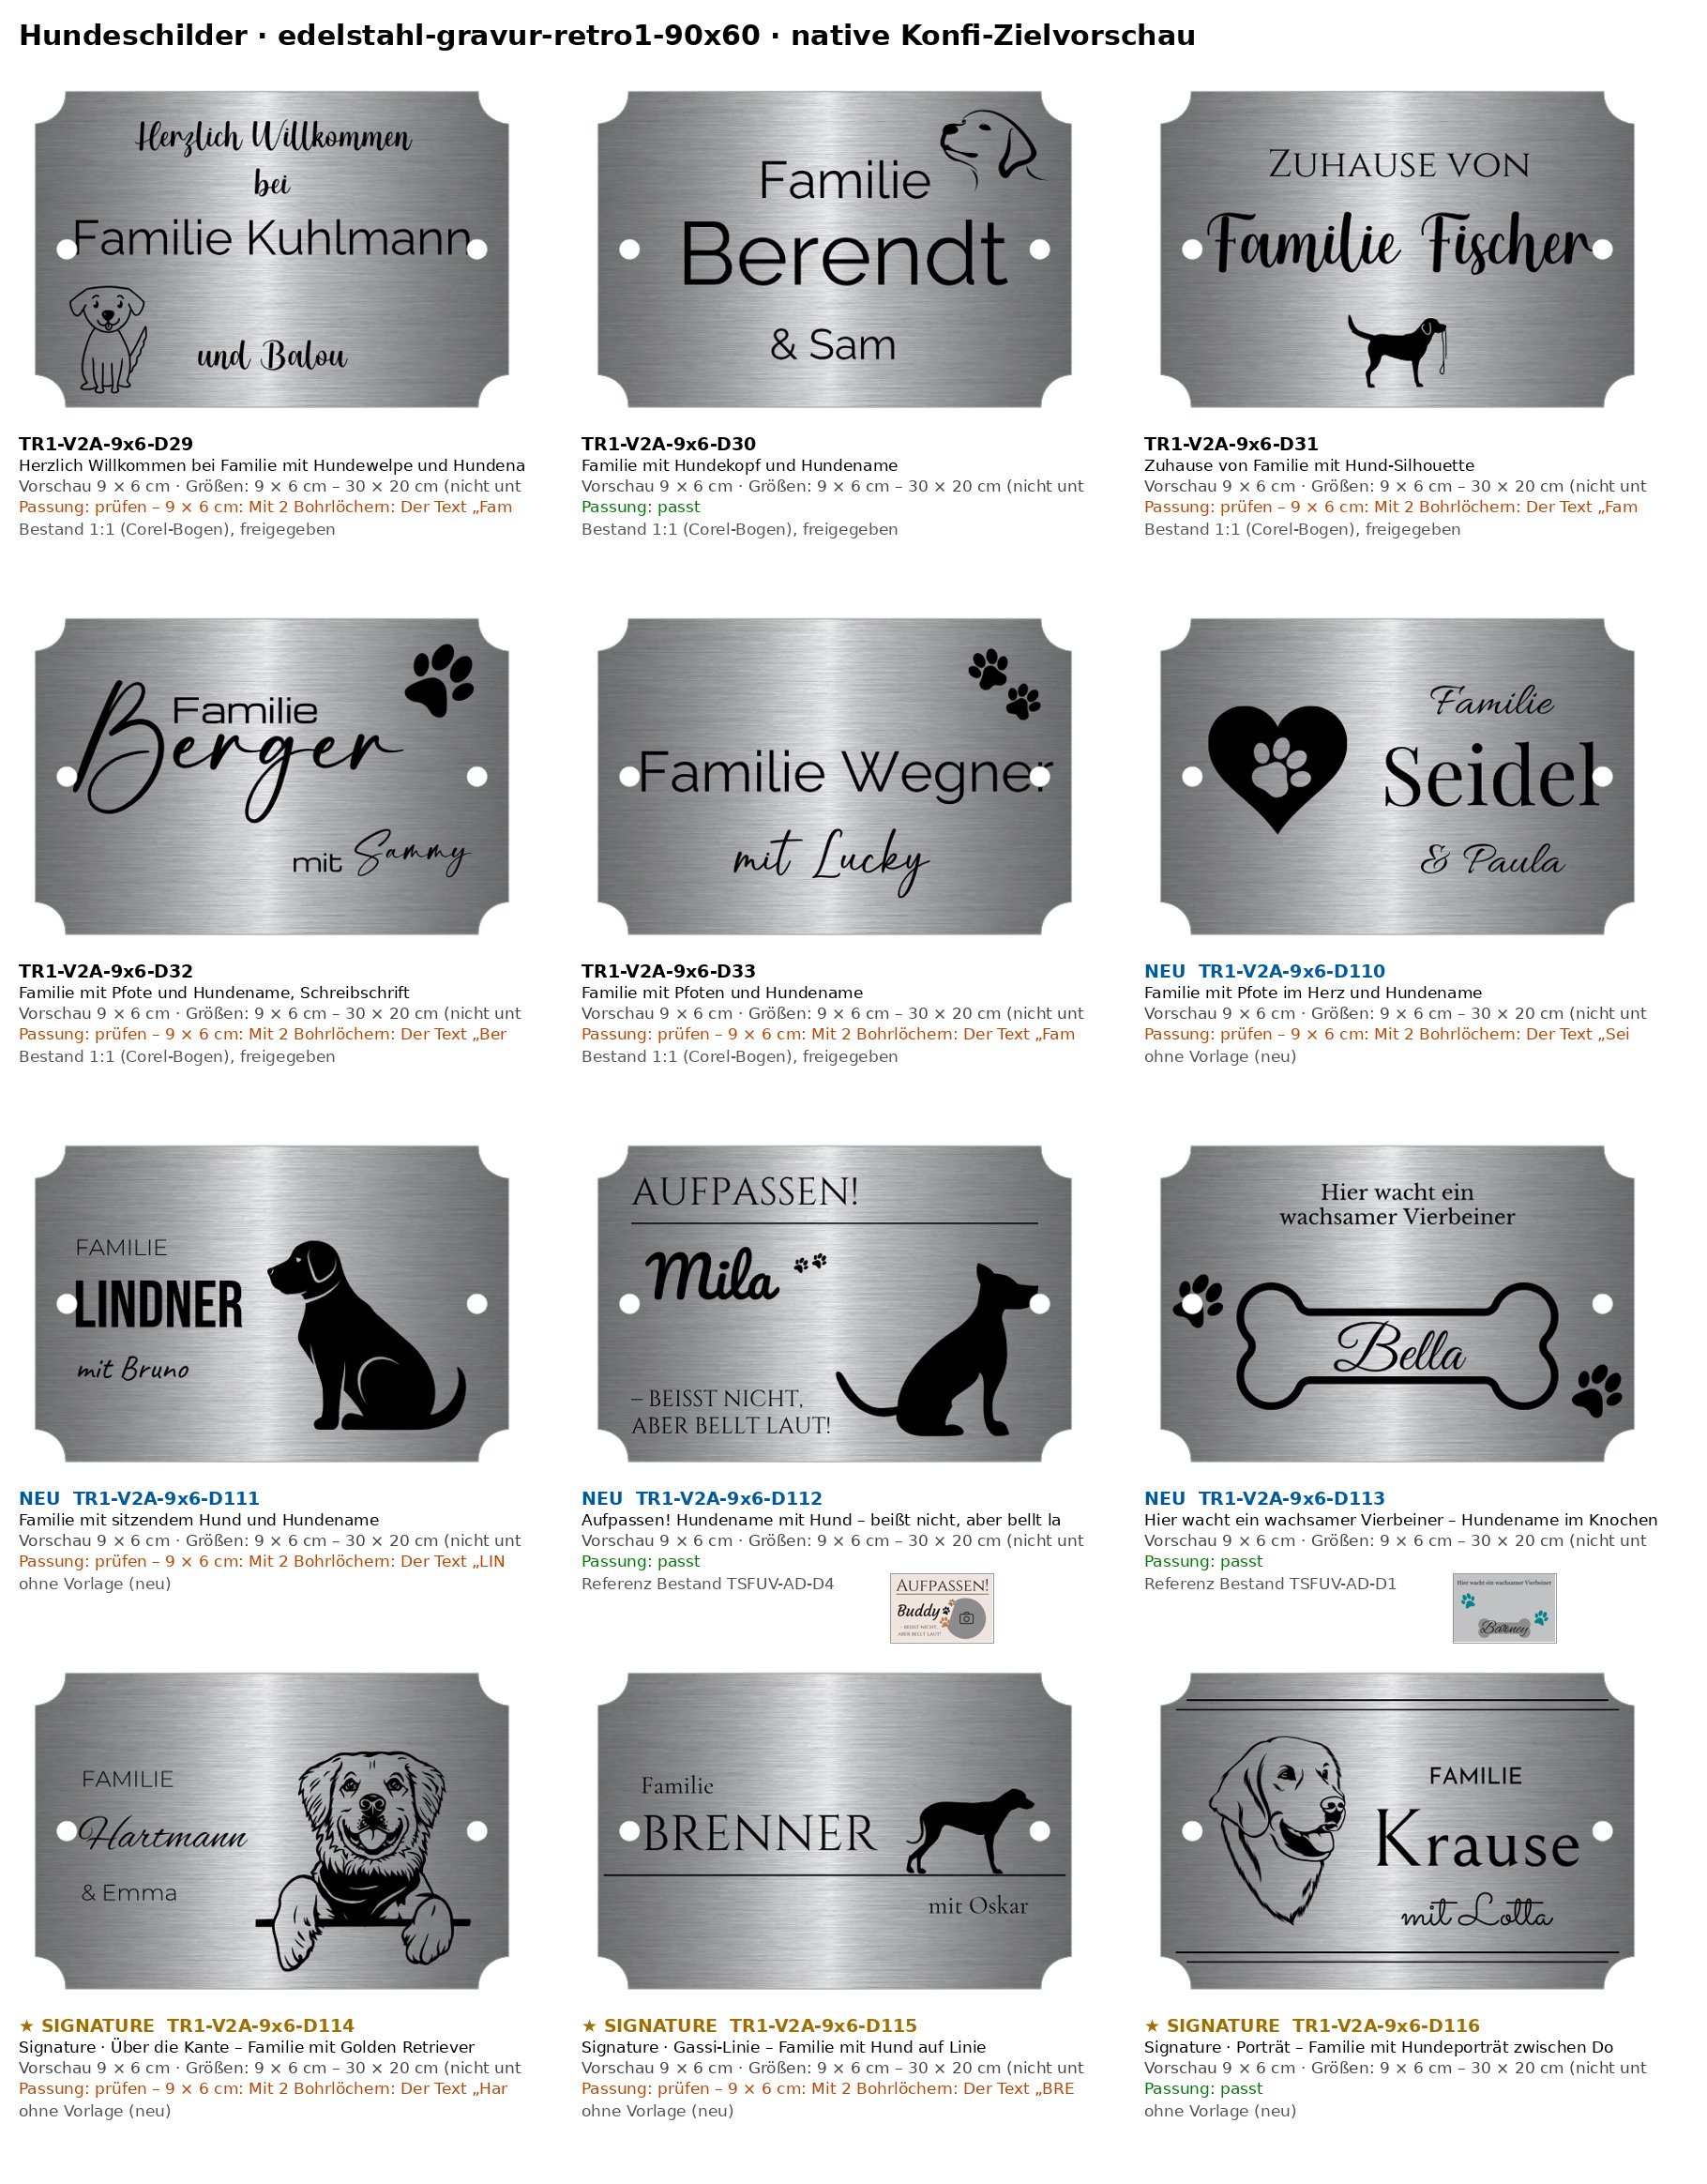 Hundeschilder · edelstahl-gravur-retro1-90x60 · native Konfi-Zielvorschau
Herzlich Willkommen
bei
Familie Kuhlmann
und Balou
TR1-V2A-9x6-D29
Herzlich Willkommen bei Familie mit Hundewelpe und Hundena
Vorschau 9 × 6 cm · Größen: 9 × 6 cm – 30 × 20 cm (nicht unt
Passung: prüfen – 9 × 6 cm: Mit 2 Bohrlöchern: Der Text „Fam
Bestand 1:1 (Corel-Bogen), freigegeben
Familie
Berendt
& Sam
TR1-V2A-9x6-D30
Familie mit Hundekopf und Hundename
Vorschau 9 × 6 cm · Größen: 9 × 6 cm – 30 × 20 cm (nicht unt
Passung: passt
Bestand 1:1 (Corel-Bogen), freigegeben
Zuhause von
Familie Fischer
TR1-V2A-9x6-D31
Zuhause von Familie mit Hund-Silhouette
Vorschau 9 × 6 cm · Größen: 9 × 6 cm – 30 × 20 cm (nicht unt
Passung: prüfen – 9 × 6 cm: Mit 2 Bohrlöchern: Der Text „Fam
Bestand 1:1 (Corel-Bogen), freigegeben
Familie
Berger
mit Sammy
TR1-V2A-9x6-D32
Familie mit Pfote und Hundename, Schreibschrift
Vorschau 9 × 6 cm · Größen: 9 × 6 cm – 30 × 20 cm (nicht unt
Passung: prüfen – 9 × 6 cm: Mit 2 Bohrlöchern: Der Text „Ber
Bestand 1:1 (Corel-Bogen), freigegeben
Familie Wegner
mit Lucky
TR1-V2A-9x6-D33
Familie mit Pfoten und Hundename
Vorschau 9 × 6 cm · Größen: 9 × 6 cm – 30 × 20 cm (nicht unt
Passung: prüfen – 9 × 6 cm: Mit 2 Bohrlöchern: Der Text „Fam
Bestand 1:1 (Corel-Bogen), freigegeben
Familie
Seidel
& Paula
NEU TR1-V2A-9x6-D110
Familie mit Pfote im Herz und Hundename
Vorschau 9 × 6 cm · Größen: 9 × 6 cm – 30 × 20 cm (nicht unt
Passung: prüfen – 9 × 6 cm: Mit 2 Bohrlöchern: Der Text „Sei
ohne Vorlage (neu)
FAMILIE
LINDNER
mit Bruno
NEU TR1-V2A-9x6-D111
Familie mit sitzendem Hund und Hundename
Vorschau 9 × 6 cm · Größen: 9 × 6 cm – 30 × 20 cm (nicht unt
Passung: prüfen – 9 × 6 cm: Mit 2 Bohrlöchern: Der Text „LIN
ohne Vorlage (neu)
AUFPASSEN!
Mila
– BEISST NICHT,
ABER BELLT LAUT!
NEU TR1-V2A-9x6-D112
Aufpassen! Hundename mit Hund – beißt nicht, aber bellt la
Vorschau 9 × 6 cm · Größen: 9 × 6 cm – 30 × 20 cm (nicht unt
Passung: passt
Referenz Bestand TSFUV-AD-D4
AUFPASSEN!
Buddy
- BEISST NICHT,
ABER BELLT LAUT!
Hier wacht ein
wachsamer Vierbeiner
Bella
NEU TR1-V2A-9x6-D113
Hier wacht ein wachsamer Vierbeiner – Hundename im Knochen
Vorschau 9 × 6 cm · Größen: 9 × 6 cm – 30 × 20 cm (nicht unt
Passung: passt
Referenz Bestand TSFUV-AD-D1
Hier wacht ein wachsamer Vierbeiner
Barney
FAMILIE
Hartmann
& Emma
★ SIGNATURE TR1-V2A-9x6-D114
Signature · Über die Kante – Familie mit Golden Retriever
Vorschau 9 × 6 cm · Größen: 9 × 6 cm – 30 × 20 cm (nicht unt
Passung: prüfen – 9 × 6 cm: Mit 2 Bohrlöchern: Der Text „Har
ohne Vorlage (neu)
Familie
BRENNER
mit Oskar
★ SIGNATURE TR1-V2A-9x6-D115
Signature · Gassi-Linie – Familie mit Hund auf Linie
Vorschau 9 × 6 cm · Größen: 9 × 6 cm – 30 × 20 cm (nicht unt
Passung: prüfen – 9 × 6 cm: Mit 2 Bohrlöchern: Der Text „BRE
ohne Vorlage (neu)
FAMILIE
Krause
mit Lotta
★ SIGNATURE TR1-V2A-9x6-D116
Signature · Porträt – Familie mit Hundeporträt zwischen Do
Vorschau 9 × 6 cm · Größen: 9 × 6 cm – 30 × 20 cm (nicht unt
Passung: passt
ohne Vorlage (neu)